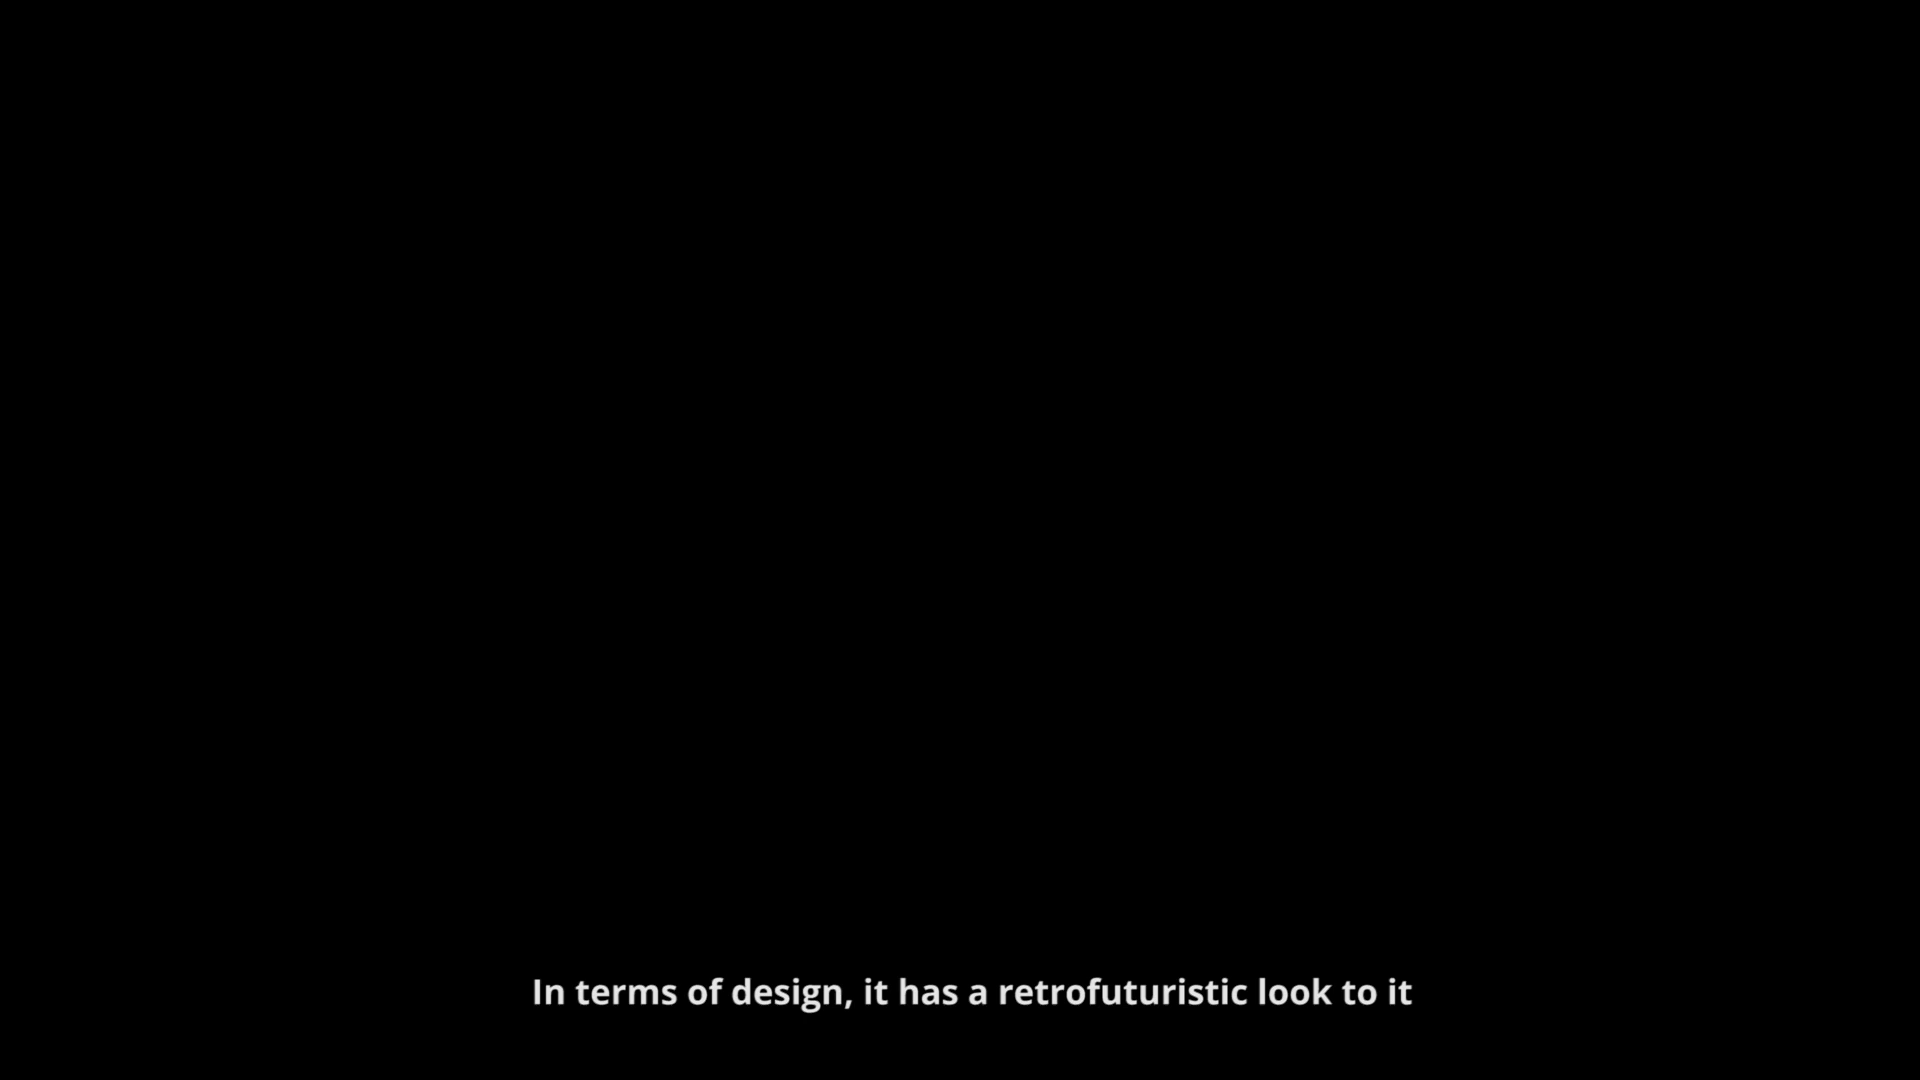 In terms of design, it has a retrofuturistic look to it